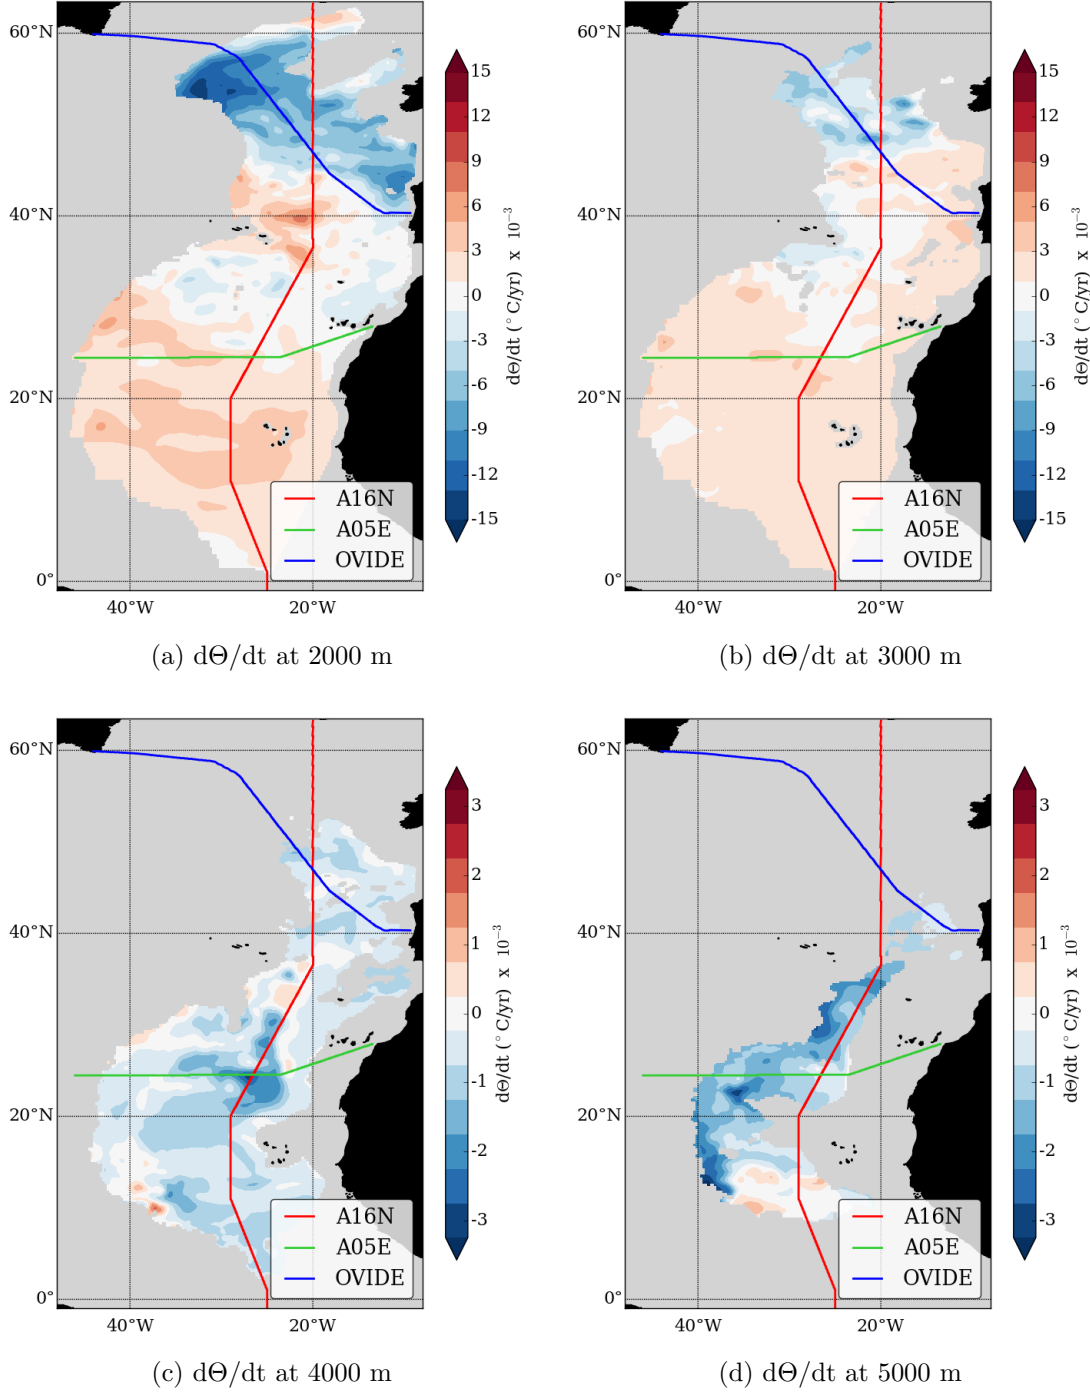 60°N
40°N
20°N
0°
40°W
20°W
15
12
9
6
3
0
-3
-6
-9
-12
-15
dΘ/dt (°C/yr) x 10⁻³
A16N
A05E
OVIDE
(a) dΘ/dt at 2000 m
60°N
40°N
20°N
0°
40°W
20°W
15
12
9
6
3
0
-3
-6
-9
-12
-15
dΘ/dt (°C/yr) x 10⁻³
A16N
A05E
OVIDE
(b) dΘ/dt at 3000 m
60°N
40°N
20°N
0°
40°W
20°W
3
2
1
0
-1
-2
-3
dΘ/dt (°C/yr) x 10⁻³
A16N
A05E
OVIDE
(c) dΘ/dt at 4000 m
60°N
40°N
20°N
0°
40°W
20°W
3
2
1
0
-1
-2
-3
dΘ/dt (°C/yr) x 10⁻³
A16N
A05E
OVIDE
(d) dΘ/dt at 5000 m